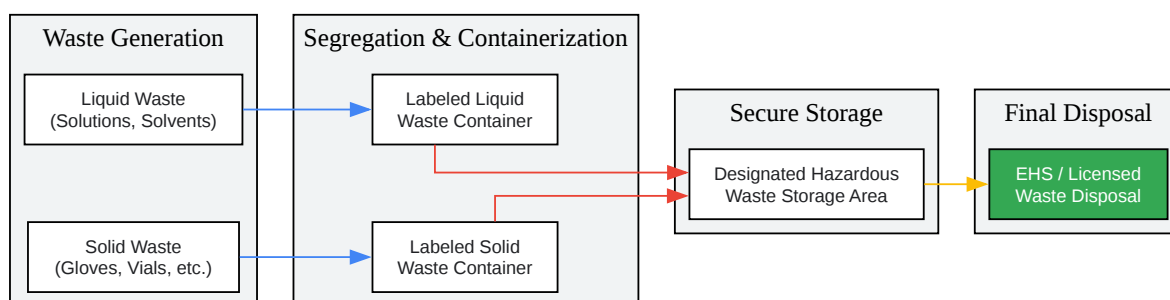 Waste Generation
Liquid Waste
(Solutions, Solvents)
Solid Waste
(Gloves, Vials, etc.)
Segregation & Containerization
Labeled Liquid
Waste Container
Labeled Solid
Waste Container
Secure Storage
Designated Hazardous
Waste Storage Area
Final Disposal
EHS / Licensed
Waste Disposal